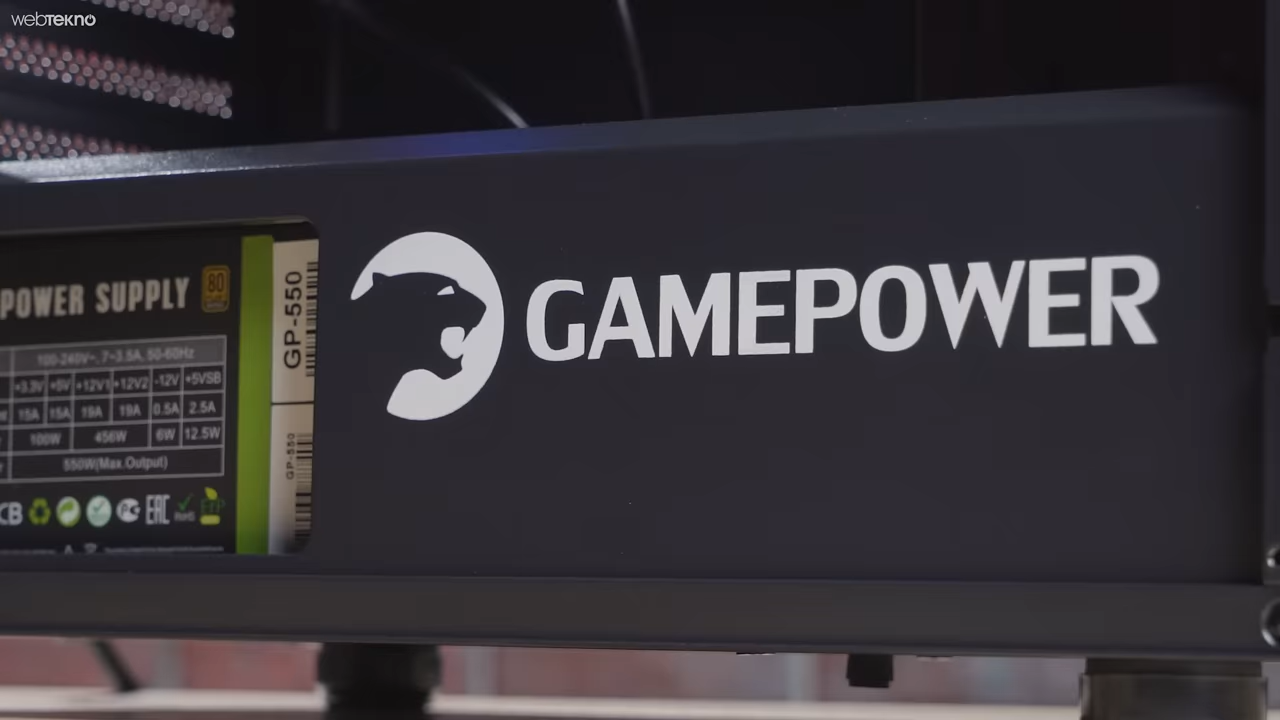 webtekno
POWER SUPPLY
80
100-240V~, 7~3.5A, 50-60Hz
+3.3V +5V +12V1 +12V2 -12V +5VSB
15A 15A 19A 19A 0.5A 2.5A
100W 456W 6W 12.5W
550W(Max.Output)
CB EAC RoHS
GP-550
GP-550
GAMEPOWER